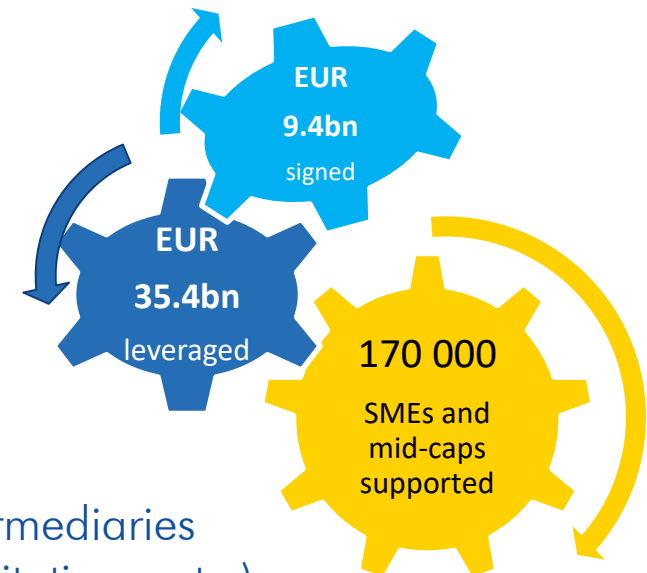 EUR
9.4bn
signed
EUR
35.4bn
leveraged
170 000
SMEs and
mid-caps
supported